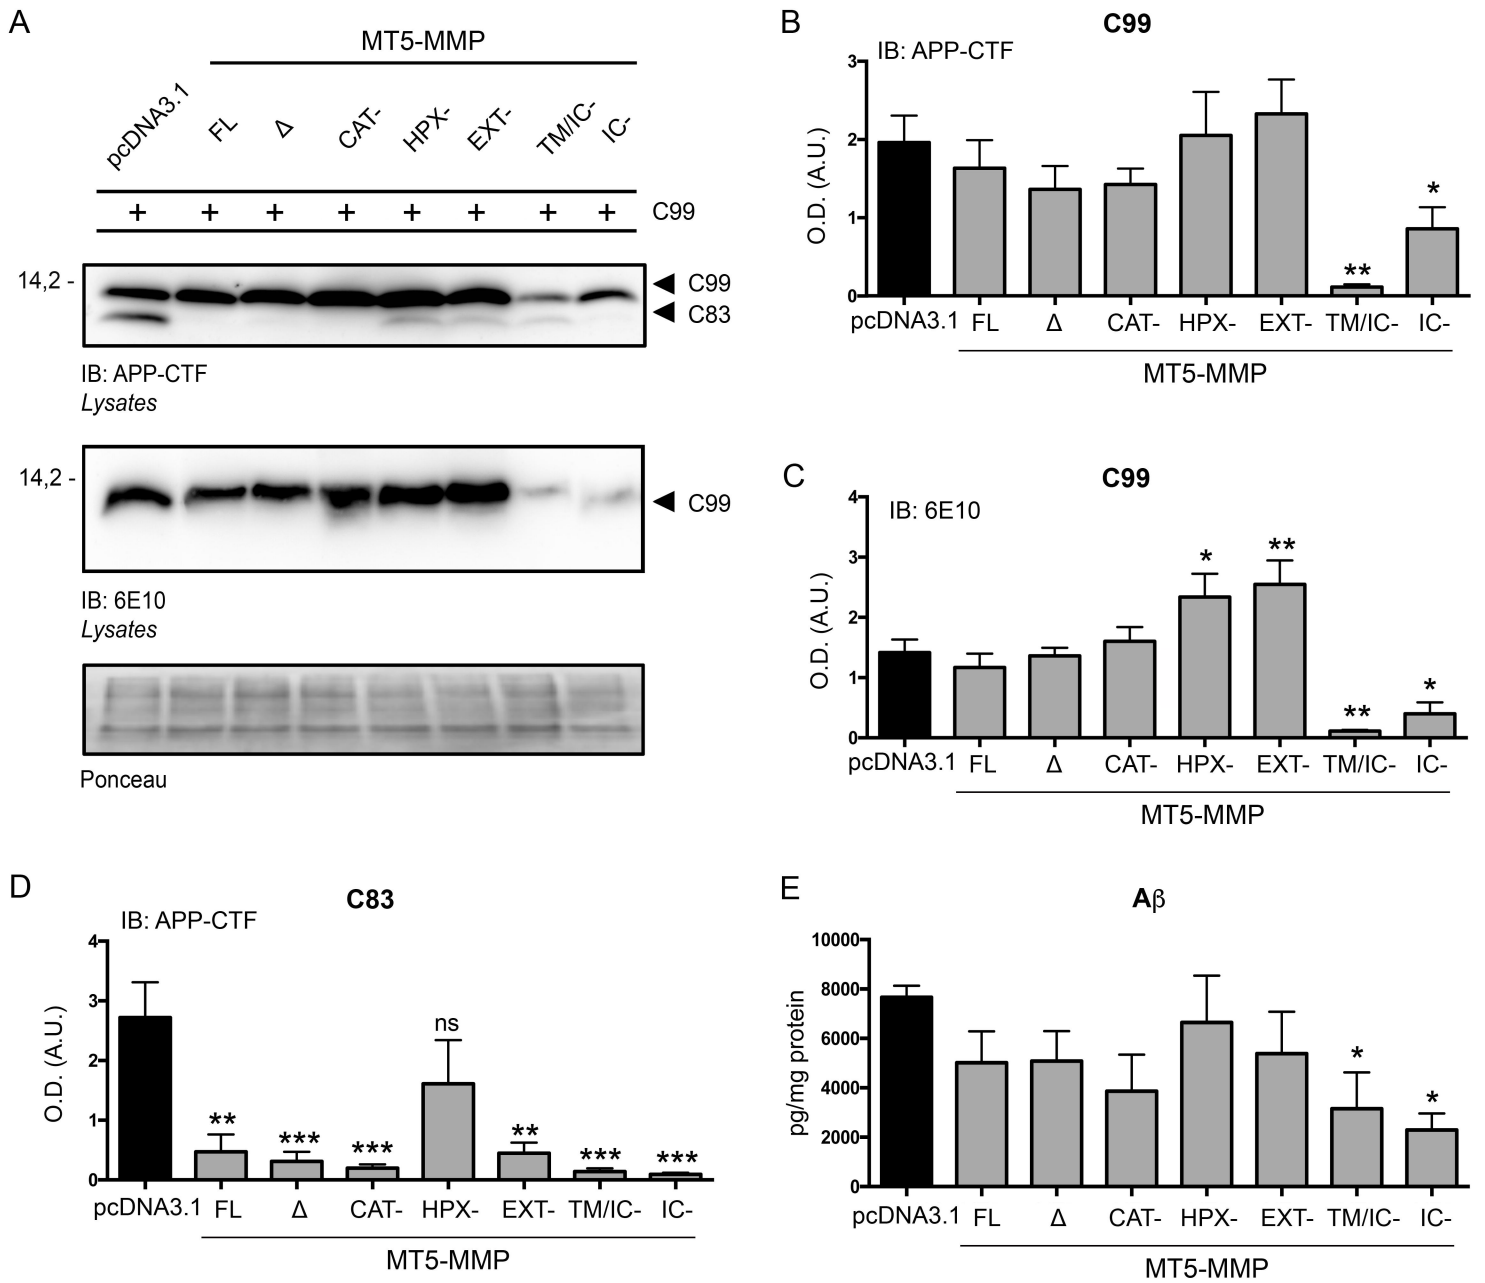 A
MT5-MMP
pcDNA3.1 FL Δ CAT- HPX- EXT- TM/IC- IC-
+ + + + + + + + C99
14,2 -
C99
C83
IB: APP-CTF
Lysates
14,2 -
C99
IB: 6E10
Lysates
Ponceau
B
C99
IB: APP-CTF
O.D. (A.U.)
3
2
1
0
*
**
pcDNA3.1 FL Δ CAT- HPX- EXT- TM/IC- IC-
MT5-MMP
C
C99
IB: 6E10
O.D. (A.U.)
4
3
2
1
0
* ** ** *
pcDNA3.1 FL Δ CAT- HPX- EXT- TM/IC- IC-
MT5-MMP
D
C83
IB: APP-CTF
O.D. (A.U.)
4
3
2
1
0
** *** *** ns ** *** ***
pcDNA3.1 FL Δ CAT- HPX- EXT- TM/IC- IC-
MT5-MMP
E
Aβ
pg/mg protein
10000
8000
6000
4000
2000
0
* *
pcDNA3.1 FL Δ CAT- HPX- EXT- TM/IC- IC-
MT5-MMP